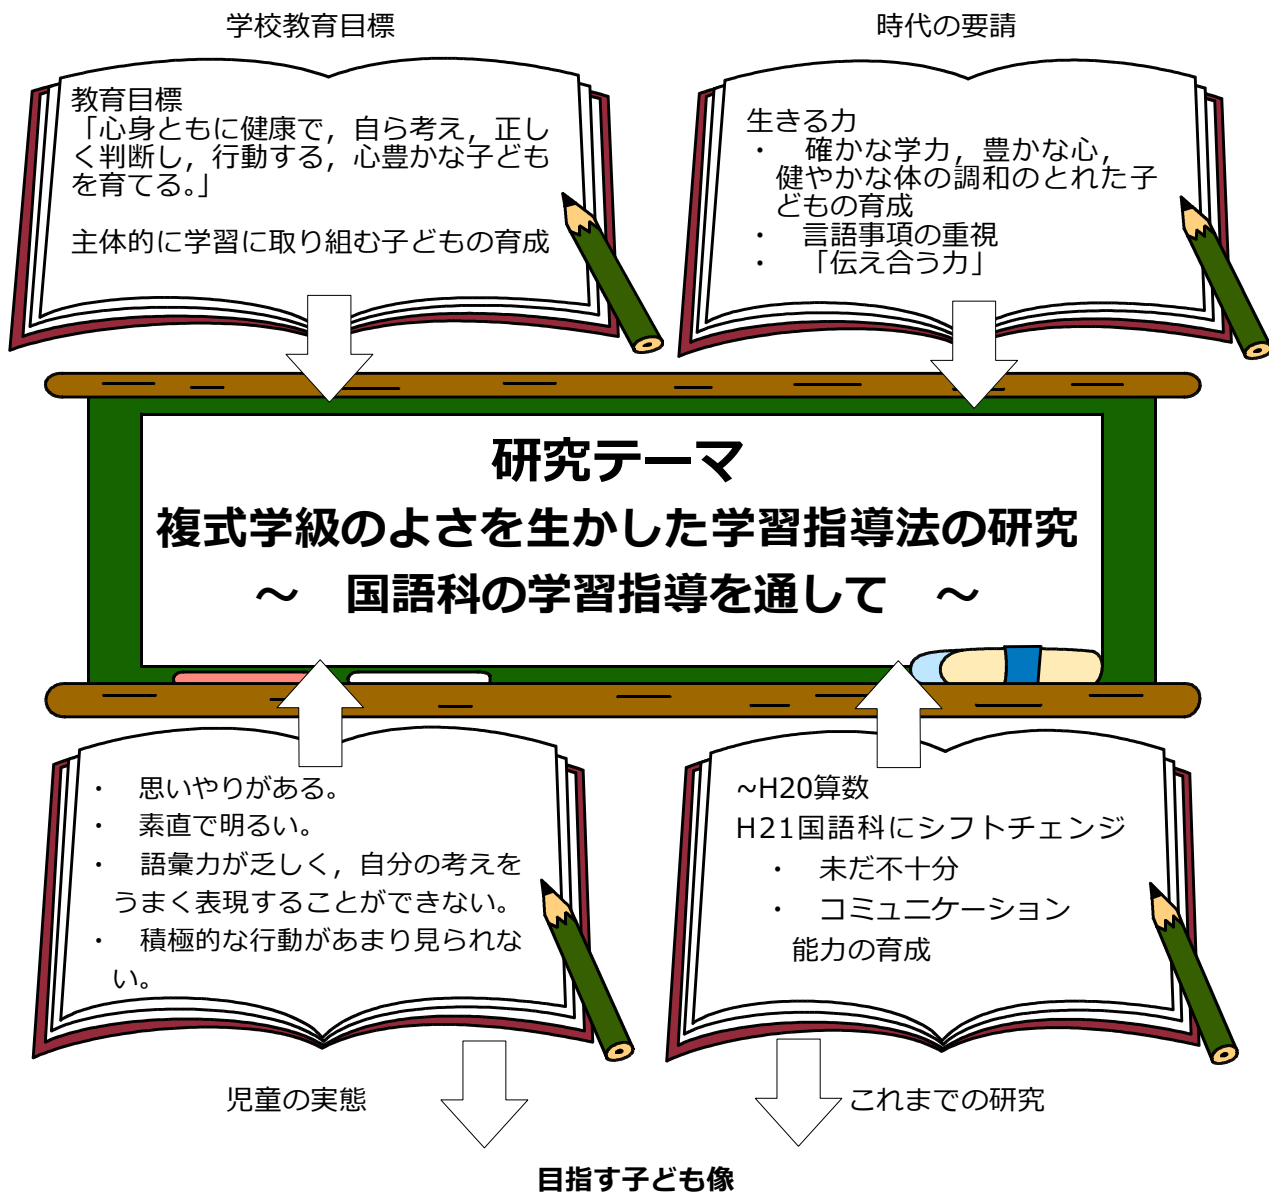 学校教育目標
教育目標
「心身ともに健康で，自ら考え，正し
く判断し，行動する，心豊かな子ども
を育てる。」
主体的に学習に取り組む子どもの育成
時代の要請
生きる力
・　確かな学力，豊かな心，
健やかな体の調和のとれた子
どもの育成
・　言語事項の重視
・　「伝え合う力」
研究テーマ
複式学級のよさを生かした学習指導法の研究
～　国語科の学習指導を通して　～
・　思いやりがある。
・　素直で明るい。
・　語彙力が乏しく，自分の考えを
うまく表現することができない。
・　積極的な行動があまり見られな
い。
児童の実態
~H20算数
H21国語科にシフトチェンジ
・　未だ不十分
・　コミュニケーション
能力の育成
これまでの研究
目指す子ども像